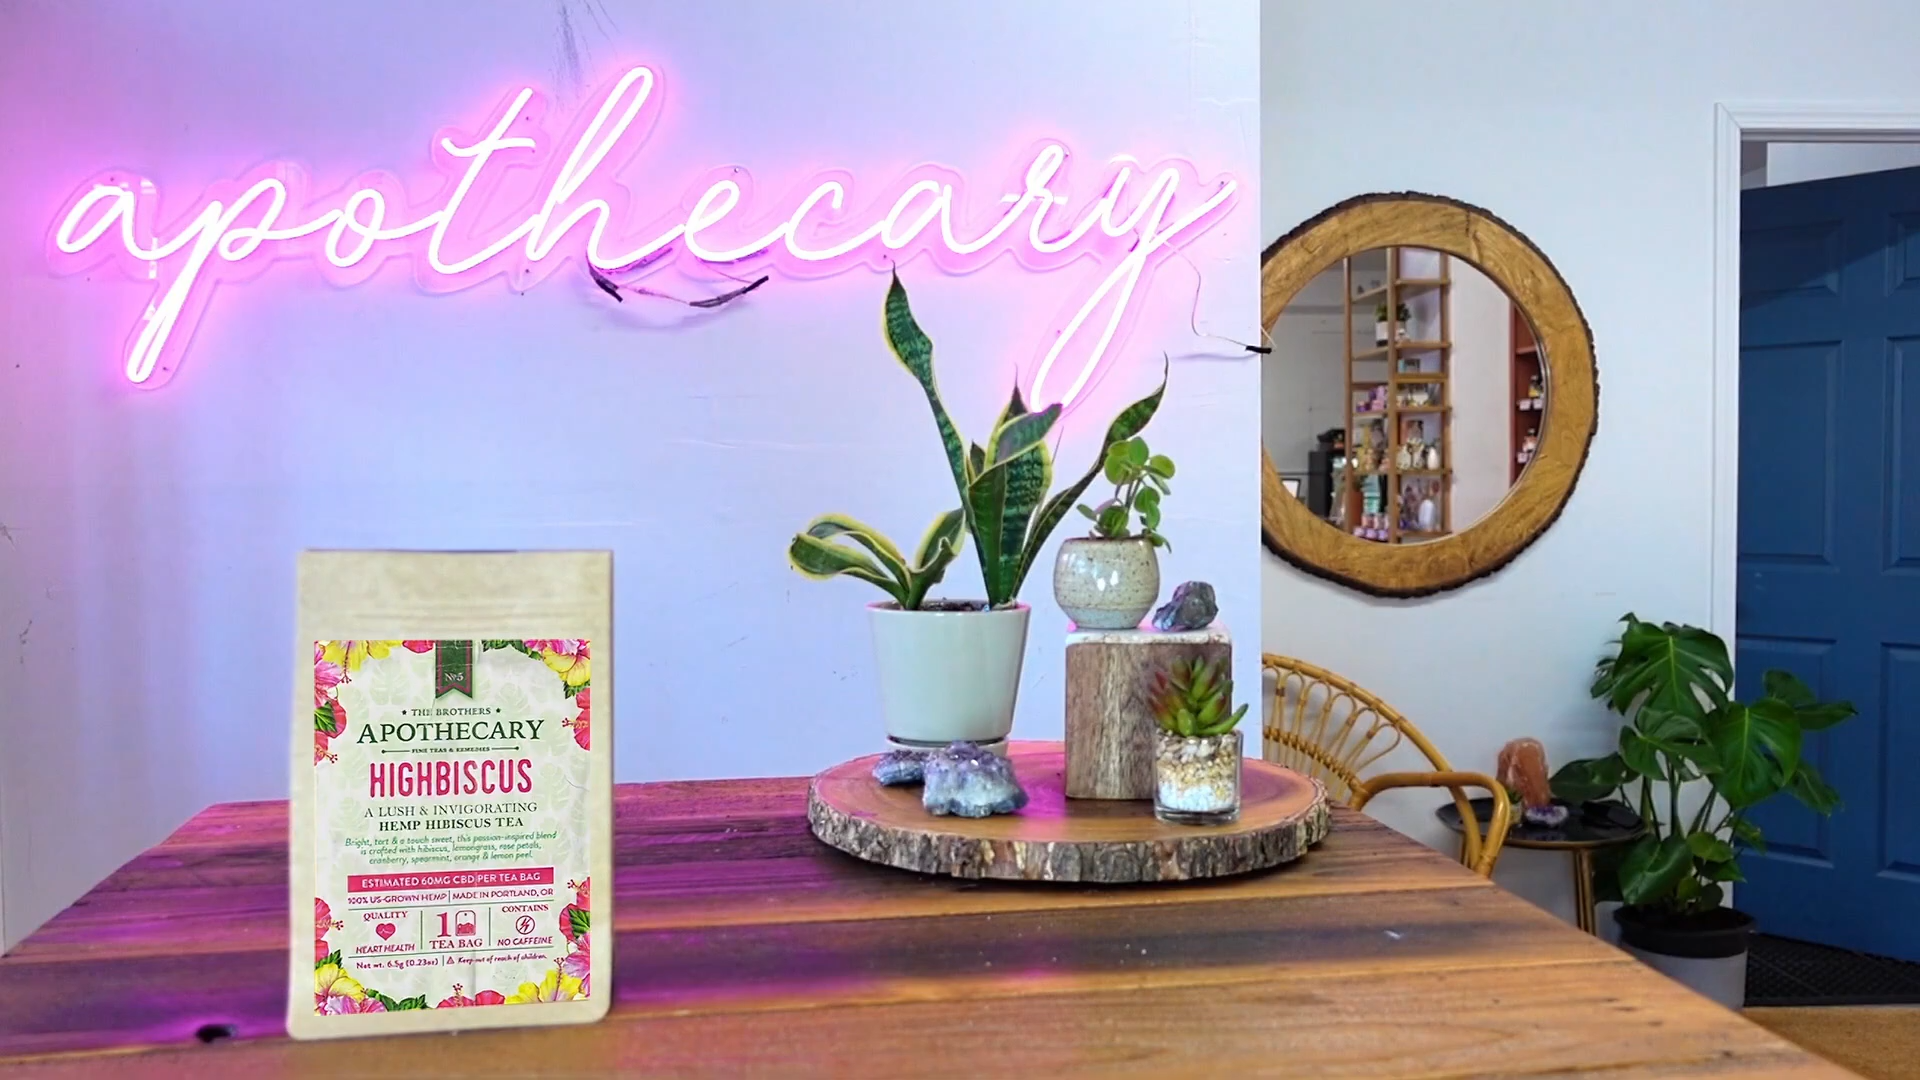 apothecary
Nº5
★ THE BROTHERS ★
APOTHECARY
FINE TEAS & REMEDIES
HIGHBISCUS
A LUSH & INVIGORATING
HEMP HIBISCUS TEA
Bright, tart & a touch sweet, this passion-inspired blend
is crafted with hibiscus, lemongrass, rose petals,
cranberry, spearmint, orange & lemon peel.
ESTIMATED 60MG CBD PER TEA BAG
100% US-GROWN HEMP | MADE IN PORTLAND, OR
QUALITY
HEART HEALTH
1
TEA BAG
CONTAINS
NO CAFFEINE
Net wt. 6.5g (0.23oz) | Keep out of reach of children.